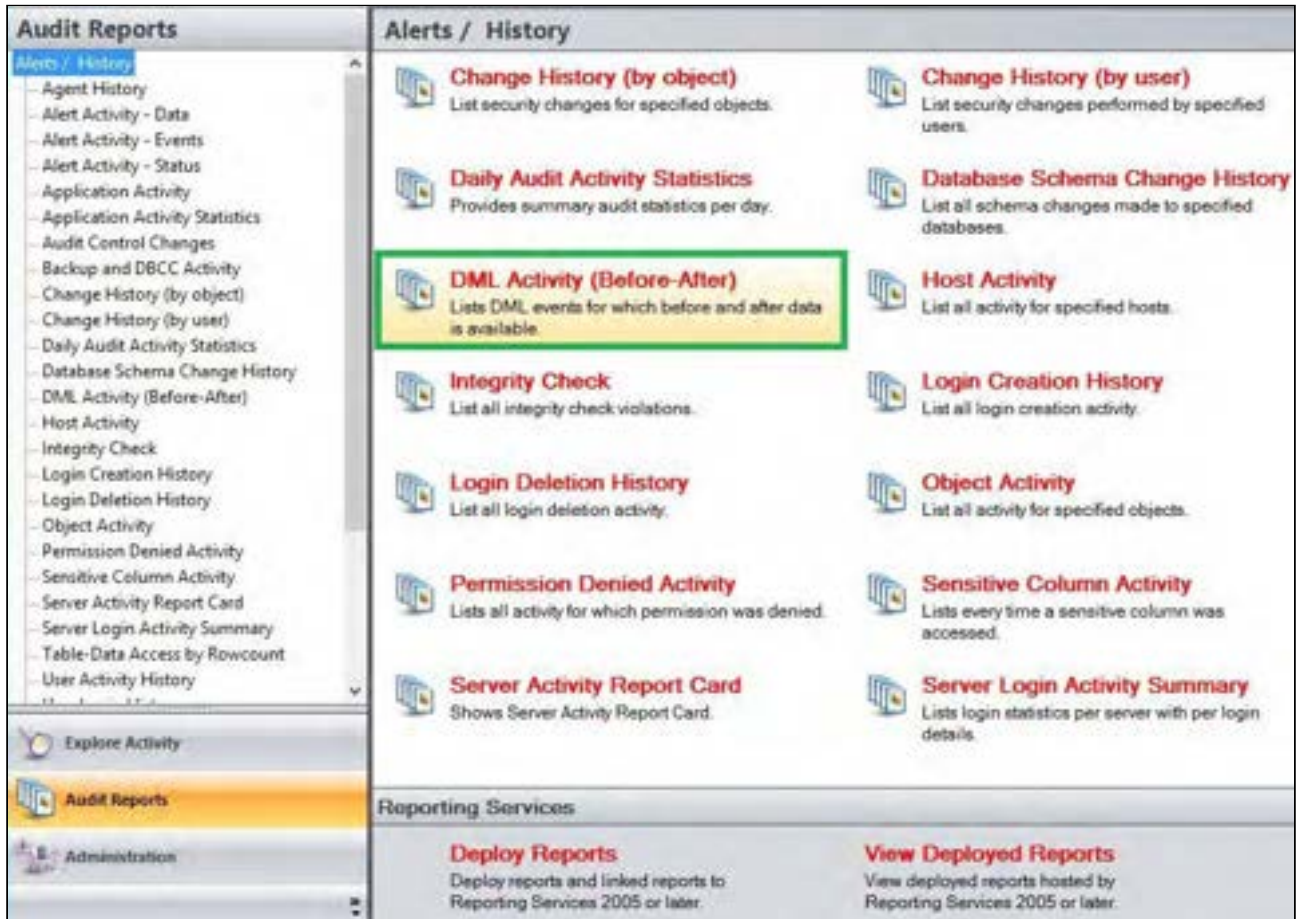 Audit Reports
Alerts / History
Agent History
Alert Activity - Data
Alert Activity - Events
Alert Activity - Status
Application Activity
Application Activity Statistics
Audit Control Changes
Backup and DBCC Activity
Change History (by object)
Change History (by user)
Daily Audit Activity Statistics
Database Schema Change History
DML Activity (Before-After)
Host Activity
Integrity Check
Login Creation History
Login Deletion History
Object Activity
Permission Denied Activity
Sensitive Column Activity
Server Activity Report Card
Server Login Activity Summary
Table-Data Access by Rowcount
User Activity History
Explore Activity
Audit Reports
Administration
Alerts / History
Change History (by object)
List security changes for specified objects.
Change History (by user)
List security changes performed by specified
users.
Daily Audit Activity Statistics
Provides summary audit statistics per day.
Database Schema Change History
List all schema changes made to specified
databases.
DML Activity (Before-After)
Lists DML events for which before and after data
is available.
Host Activity
List all activity for specified hosts.
Integrity Check
List all integrity check violations.
Login Creation History
List all login creation activity.
Login Deletion History
List all login deletion activity.
Object Activity
List all activity for specified objects.
Permission Denied Activity
Lists all activity for which permission was denied.
Sensitive Column Activity
Lists every time a sensitive column was
accessed.
Server Activity Report Card
Shows Server Activity Report Card.
Server Login Activity Summary
Lists login statistics per server with per login
details.
Reporting Services
Deploy Reports
Deploy reports and linked reports to
Reporting Services 2005 or later.
View Deployed Reports
View deployed reports hosted by
Reporting Services 2005 or later.